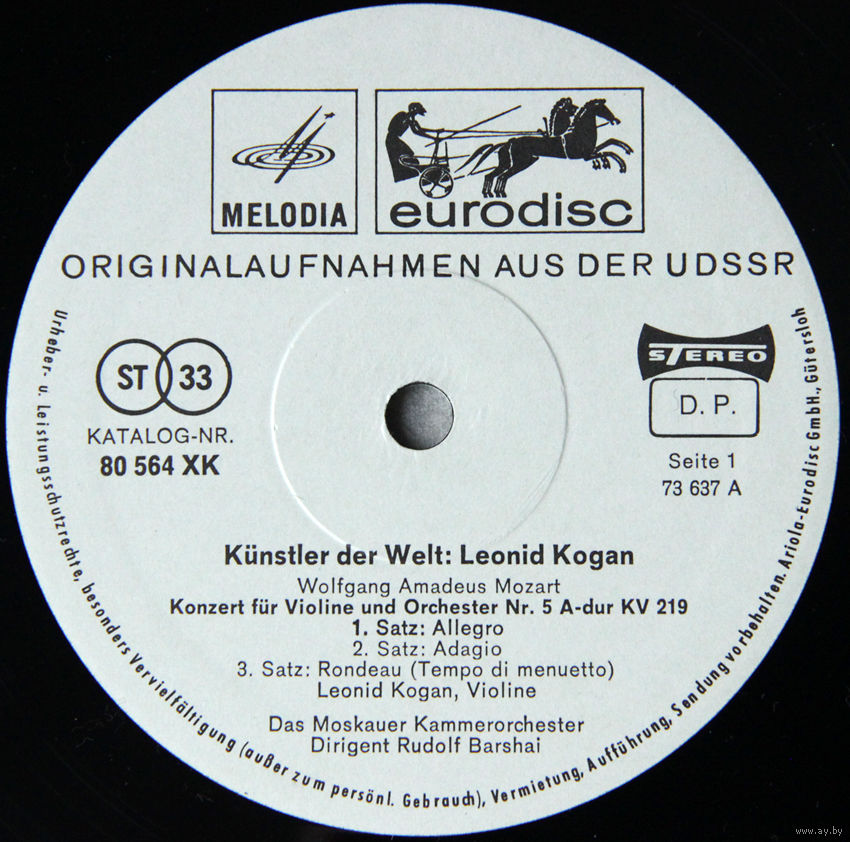 MELODIA
eurodisc
ORIGINALAUFNAHMEN AUS DER UDSSR
ST 33
KATALOG-NR.
80 564 XK
STEREO
D. P.
Seite 1
73 637 A
Künstler der Welt: Leonid Kogan
Wolfgang Amadeus Mozart
Konzert für Violine und Orchester Nr. 5 A-dur KV 219
1. Satz: Allegro
2. Satz: Adagio
3. Satz: Rondeau (Tempo di menuetto)
Leonid Kogan, Violine
Das Moskauer Kammerorchester
Dirigent Rudolf Barshai
Urheber- u. Leistungsschutzrechte, besonders Vervielfältigung (außer zum persönl. Gebrauch), Vermietung, Aufführung, Sendung vorbehalten. Ariola-Eurodisc GmbH., Gütersloh
www.ay.by